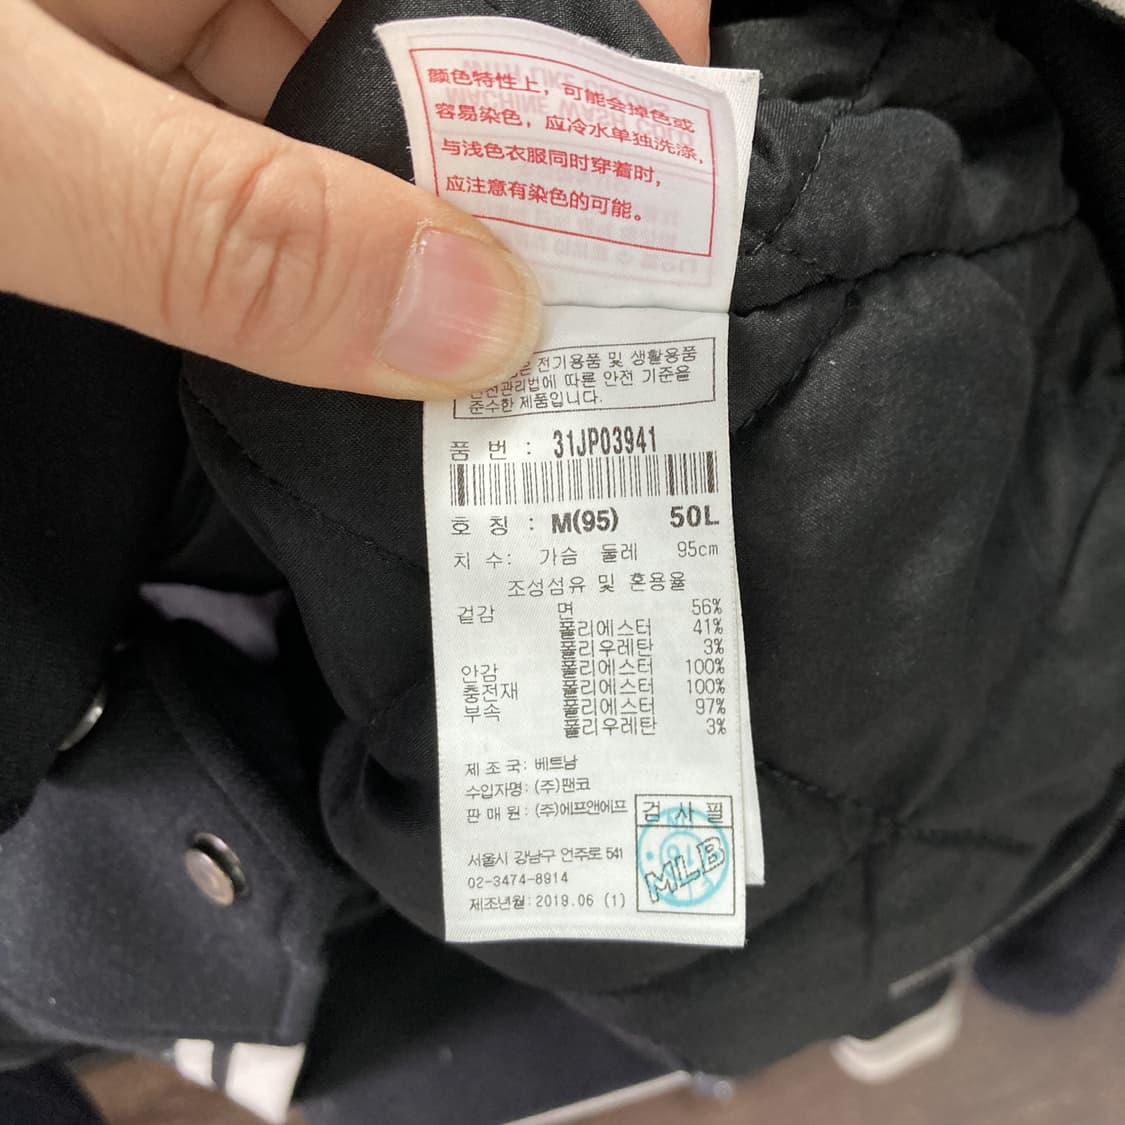 颜色特性上，可能会掉色或
容易染色，应冷水单独洗涤，
与浅色衣服同时穿着时，
应注意有染色的可能。
전기용품 및 생활용품
안전관리법에 따른 안전 기준을
준수한 제품입니다.
품 번 : 31JP03941
호 칭 : M(95) 50L
치 수: 가슴 둘레 95cm
조성섬유 및 혼용율
겉감 면 56%
폴리에스터 41%
폴리우레탄 3%
안감 폴리에스터 100%
충전재 폴리에스터 100%
부속 폴리에스터 97%
폴리우레탄 3%
제 조 국: 베트남
수입자명: (주)팬코
판 매 원: (주)에프앤에프
검 사 필
MLB
서울시 강남구 언주로 541
02-3474-8914
제조년월: 2019.06 (1)